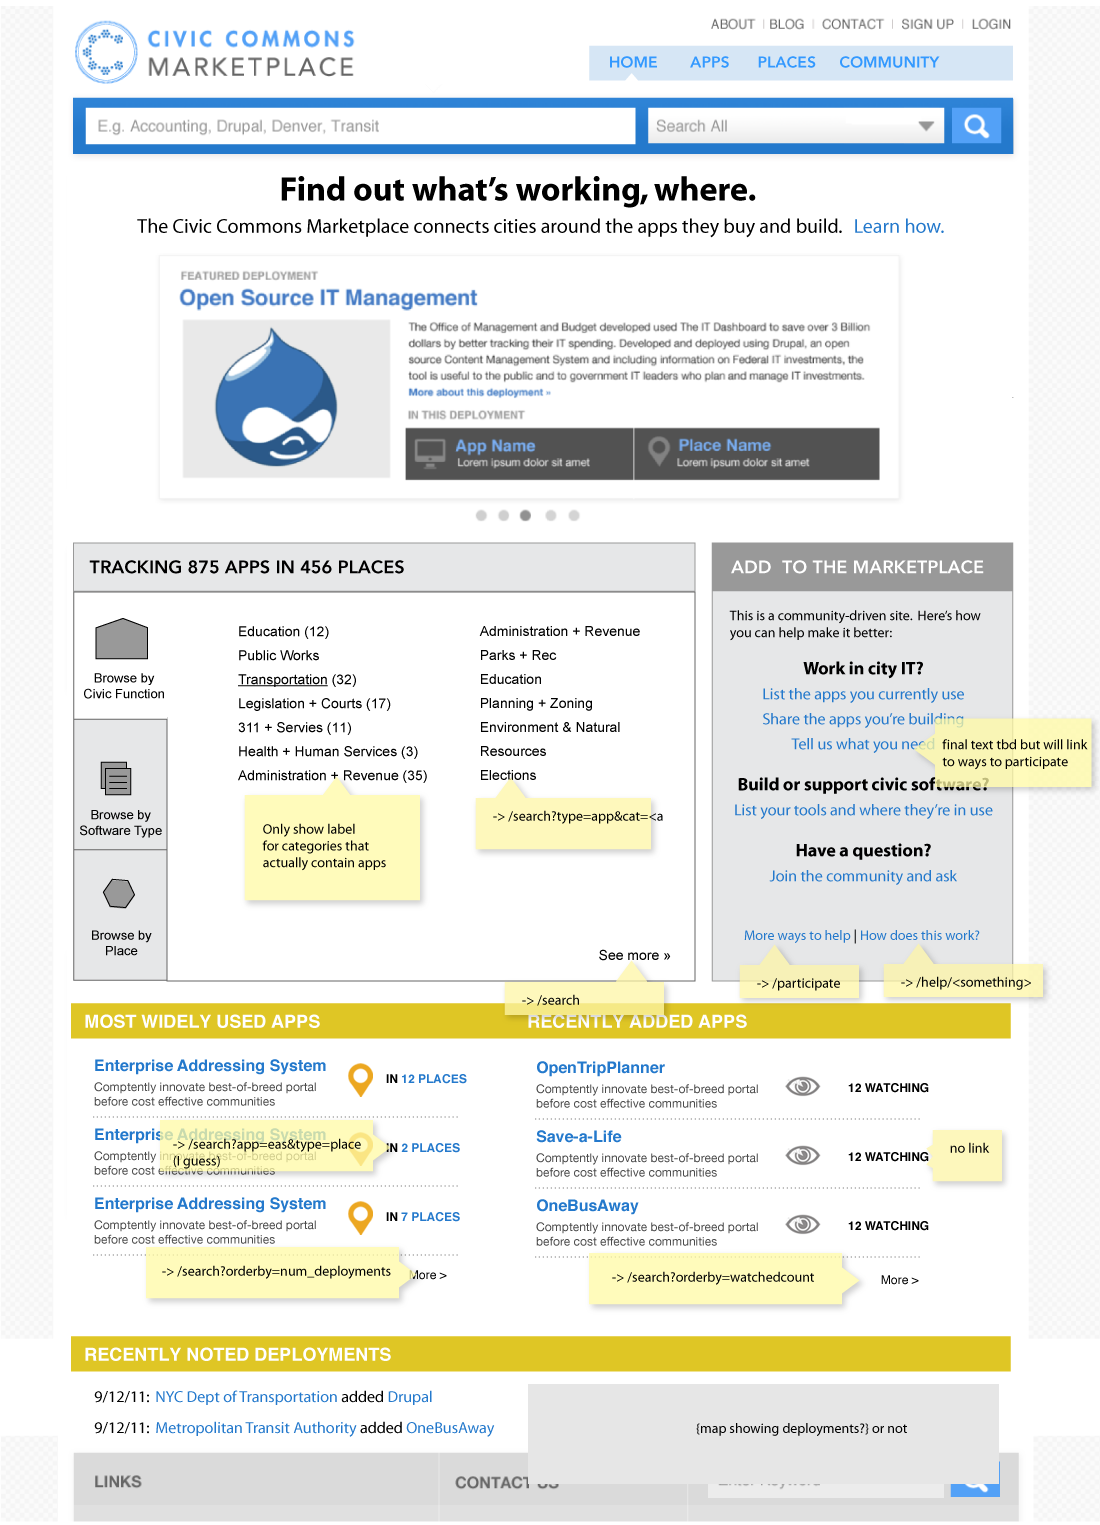 CIVIC COMMONS
MARKETPLACE
ABOUT | BLOG | CONTACT | SIGN UP | LOGIN
HOME APPS PLACES COMMUNITY
E.g. Accounting, Drupal, Denver, Transit
Search All
Find out what's working, where.
The Civic Commons Marketplace connects cities around the apps they buy and build. Learn how.
FEATURED DEPLOYMENT
Open Source IT Management
The Office of Management and Budget developed used The IT Dashboard to save over 3 Billion
dollars by better tracking their IT spending. Developed and deployed using Drupal, an open
source Content Management System and including information on Federal IT investments, the
tool is useful to the public and to government IT leaders who plan and manage IT investments.
More about this deployment »
IN THIS DEPLOYMENT
App Name
Lorem ipsum dolor sit amet
Place Name
Lorem ipsum dolor sit amet
TRACKING 875 APPS IN 456 PLACES
Browse by
Civic Function
Browse by
Software Type
Browse by
Place
Education (12)
Public Works
Transportation (32)
Legislation + Courts (17)
311 + Servies (11)
Health + Human Services (3)
Administration + Revenue (35)
Administration + Revenue
Parks + Rec
Education
Planning + Zoning
Environment & Natural
Resources
Elections
Only show label
for categories that
actually contain apps
-> /search?type=app&cat=<a
See more »
-> /search
ADD TO THE MARKETPLACE
This is a community-driven site. Here's how
you can help make it better:
Work in city IT?
List the apps you currently use
Share the apps you're building
Tell us what you need
final text tbd but will link
to ways to participate
Build or support civic software?
List your tools and where they're in use
Have a question?
Join the community and ask
More ways to help | How does this work?
-> /participate
-> /help/<something>
MOST WIDELY USED APPS
Enterprise Addressing System
Comptently innovate best-of-breed portal
before cost effective communities
IN 12 PLACES
Enterprise Addressing System
Comptently innovate best-of-breed portal
before cost effective communities
IN 2 PLACES
-> /search?app=eas&type=place
(I guess)
Enterprise Addressing System
Comptently innovate best-of-breed portal
before cost effective communities
IN 7 PLACES
-> /search?orderby=num_deployments
More >
RECENTLY ADDED APPS
OpenTripPlanner
Comptently innovate best-of-breed portal
before cost effective communities
12 WATCHING
Save-a-Life
Comptently innovate best-of-breed portal
before cost effective communities
12 WATCHING
no link
OneBusAway
Comptently innovate best-of-breed portal
before cost effective communities
12 WATCHING
-> /search?orderby=watchedcount
More >
RECENTLY NOTED DEPLOYMENTS
9/12/11: NYC Dept of Transportation added Drupal
9/12/11: Metropolitan Transit Authority added OneBusAway
{map showing deployments?} or not
LINKS
CONTACT US
Enter Keyword